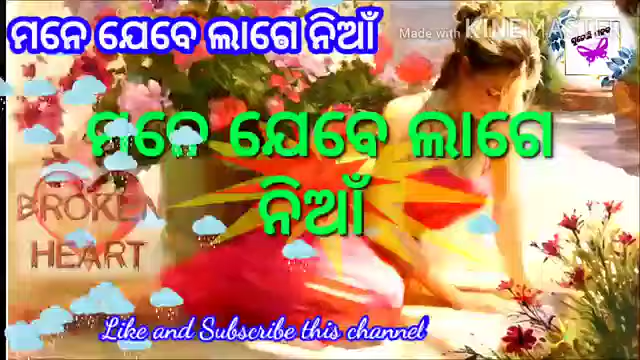 ମନେ ଯେବେ ଲାଗେ ନିଆଁ
Made with KINEMASTER
ମନେ ଯେବେ ଲାଗେ
ନିଆଁ
BROKEN
HEART
Like and Subscribe this channel